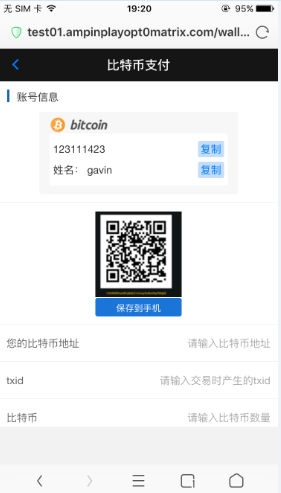 无 SIM 卡 19:20 95%
test01.ampinplayopt0matrix.com/wall...
比特币支付
账号信息
bitcoin
123111423 复制
姓名： gavin 复制
保存到手机
您的比特币地址 请输入比特币地址
txid 请输入交易时产生的txid
比特币 请输入比特币数量